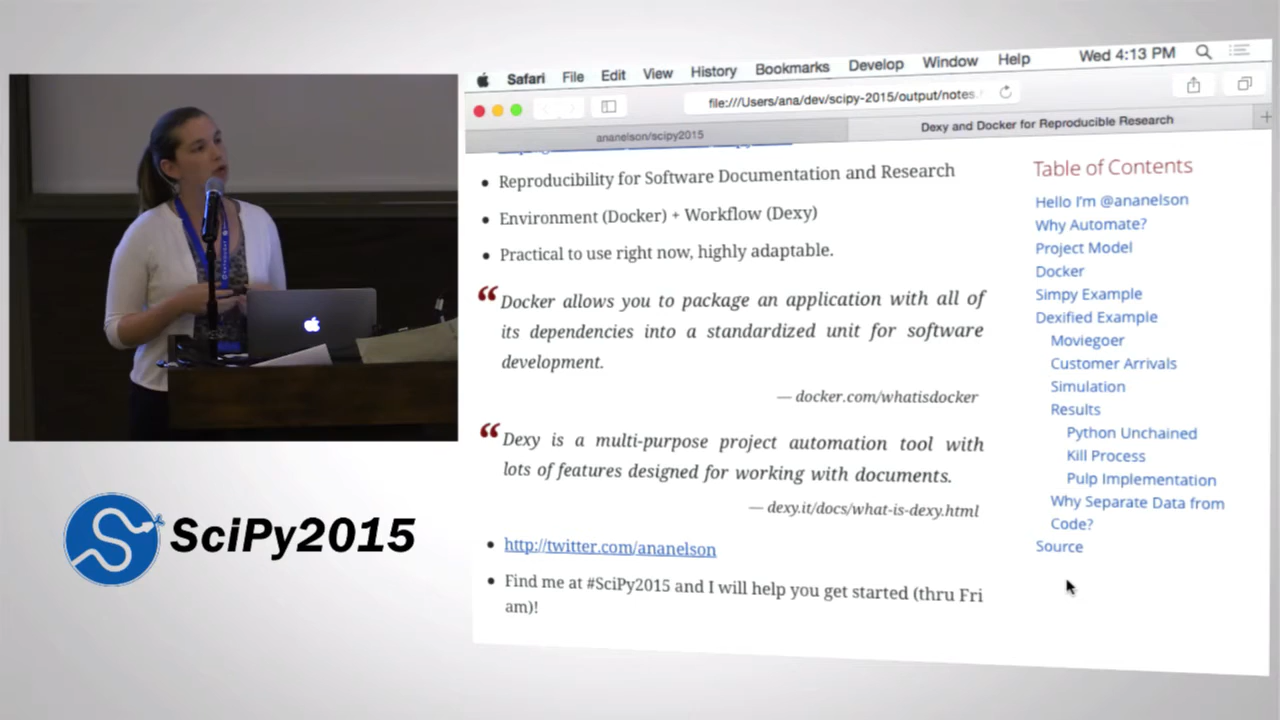 Safari File Edit View History Bookmarks Develop Window Help Wed 4:13 PM
file:///Users/ana/dev/scipy-2015/output/notes.
ananelson/scipy2015
Dexy and Docker for Reproducible Research
Reproducibility for Software Documentation and Research
Environment (Docker) + Workflow (Dexy)
Practical to use right now, highly adaptable.
“ Docker allows you to package an application with all of
its dependencies into a standardized unit for software
development.
— docker.com/whatisdocker
“ Dexy is a multi-purpose project automation tool with
lots of features designed for working with documents.
— dexy.it/docs/what-is-dexy.html
http://twitter.com/ananelson
Find me at #SciPy2015 and I will help you get started (thru Fri
am)!
Table of Contents
Hello I'm @ananelson
Why Automate?
Project Model
Docker
Simpy Example
Dexified Example
Moviegoer
Customer Arrivals
Simulation
Results
Python Unchained
Kill Process
Pulp Implementation
Why Separate Data from
Code?
Source
SciPy2015